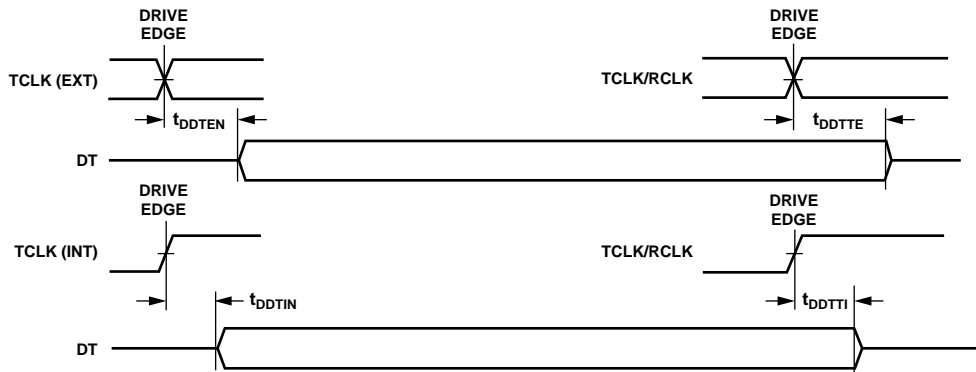 DRIVE
EDGE
DRIVE
EDGE
TCLK (EXT)
TCLK/RCLK
tDDTEN
tDDTTE
DT
DRIVE
EDGE
DRIVE
EDGE
TCLK (INT)
TCLK/RCLK
tDDTIN
tDDTTI
DT